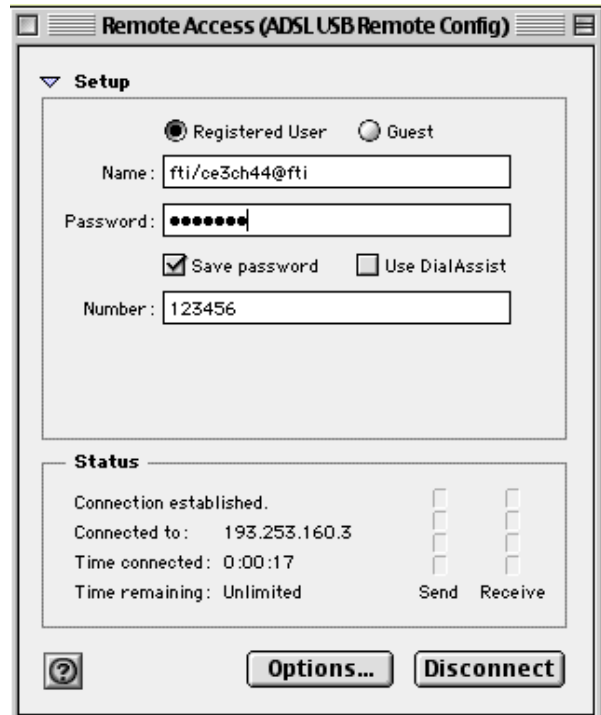 Remote Access (ADSL USB Remote Config)
Setup
Registered User Guest
Name: fti/ce3ch44@fti
Password: •••••••
Save password Use DialAssist
Number: 123456
Status
Connection established.
Connected to: 193.253.160.3
Time connected: 0:00:17
Time remaining: Unlimited
Send Receive
? Options... Disconnect